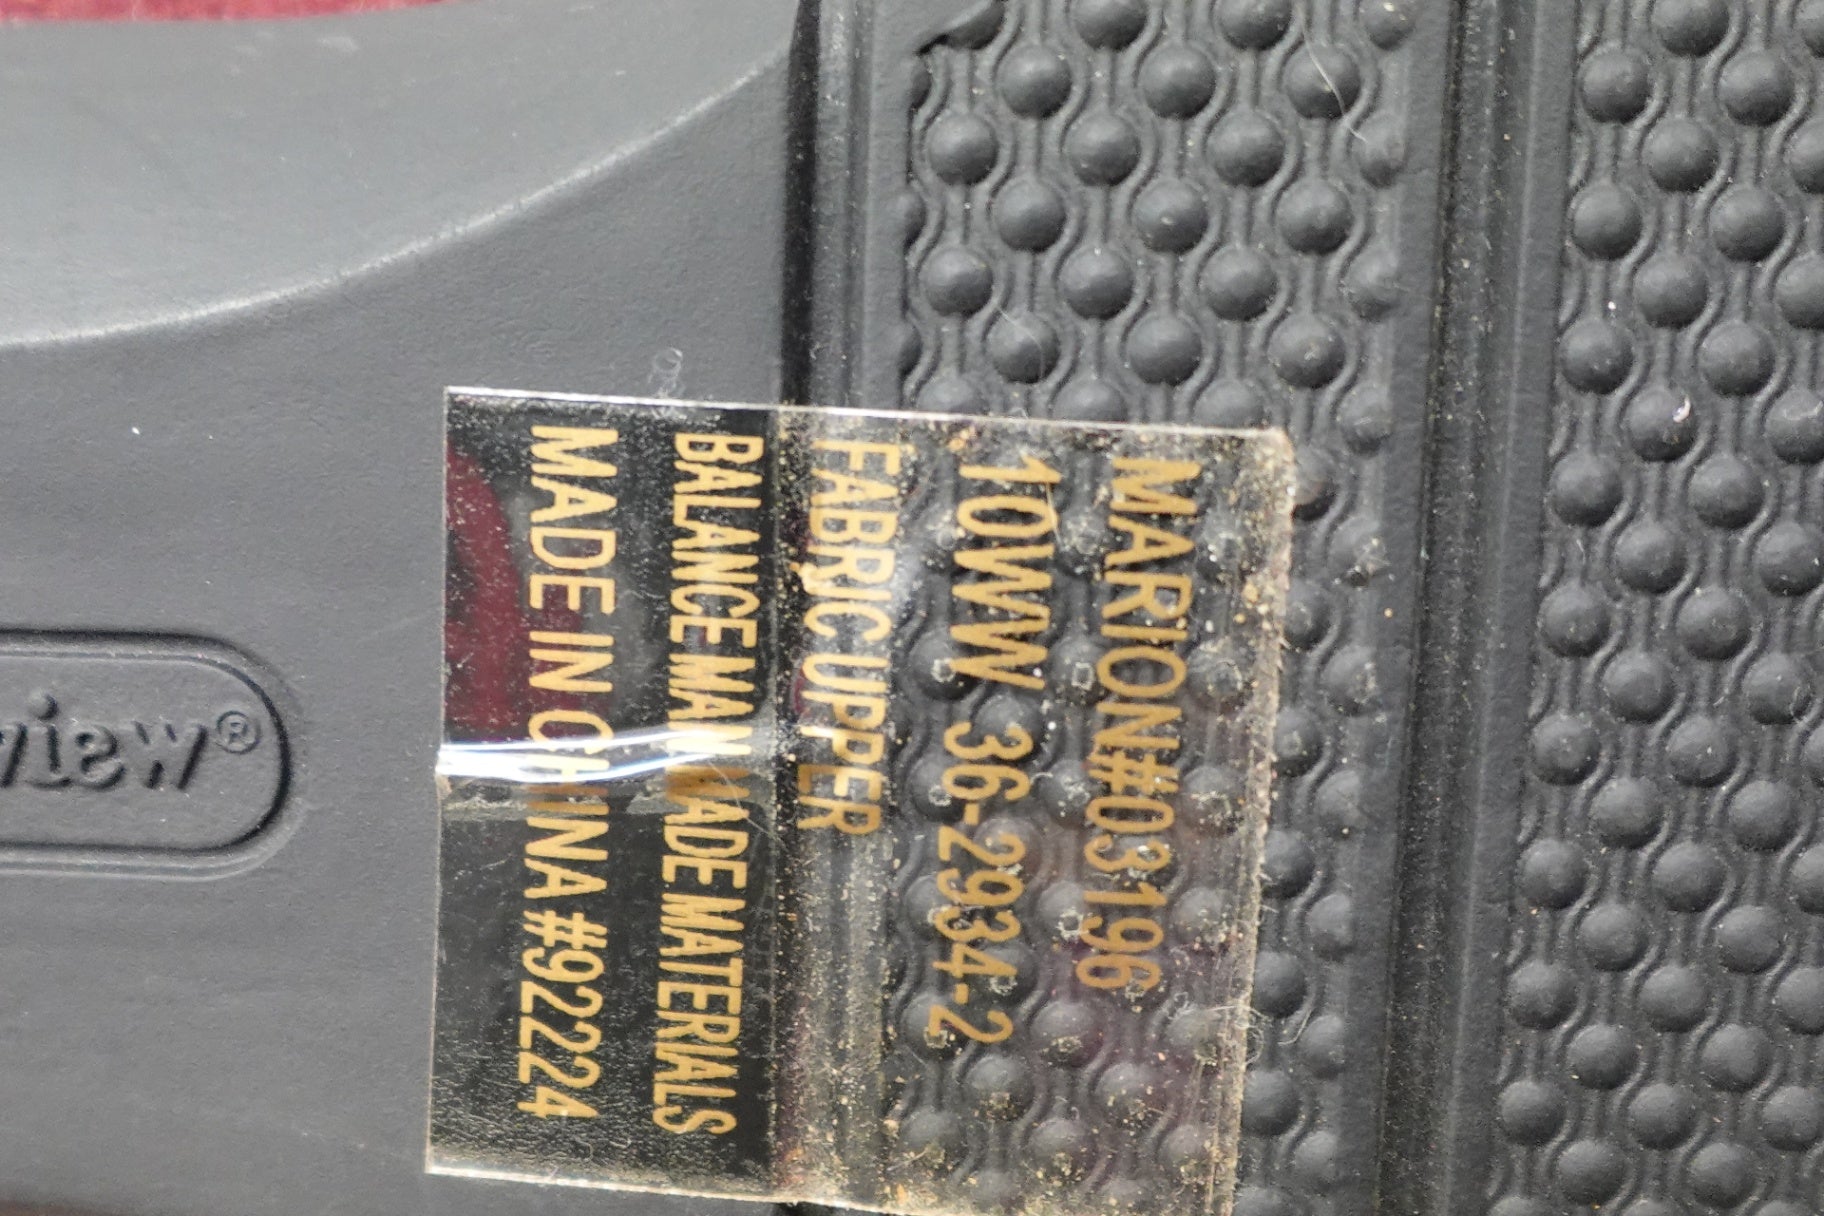 MARION#03196
10WW 36-2934-2
FABRIC UPPER
BALANCE MAN MADE MATERIALS
MADE IN CHINA #92224
view®